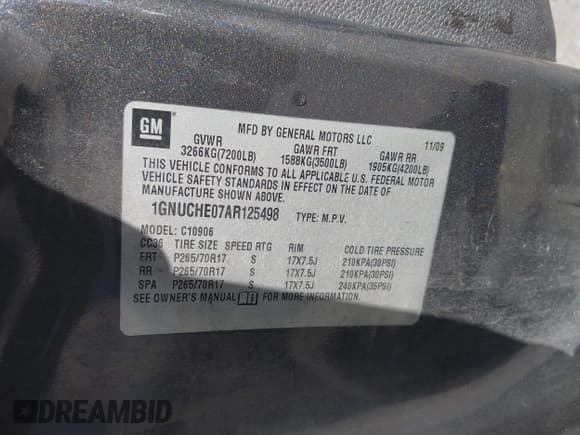 GM
MFD BY GENERAL MOTORS LLC
11/09
GVWR GAWR FRT GAWR RR
3266KG(7200LB) 1588KG(3500LB) 1905KG(4200LB)
THIS VEHICLE CONFORMS TO ALL APPLICABLE U.S. FEDERAL MOTOR
VEHICLE SAFETY STANDARDS IN EFFECT ON THE DATE OF
MANUFACTURE SHOWN ABOVE.
1GNUCHE07AR125498 TYPE: M.P.V.
MODEL: C10906
CC36 TIRE SIZE SPEED RTG RIM COLD TIRE PRESSURE
FRT P265/70R17 S 17X7.5J 210KPA(30PSI)
RR P265/70R17 S 17X7.5J 210KPA(30PSI)
SPA P265/70R17 S 17X7.5J 240KPA(35PSI)
SEE OWNER'S MANUAL FOR MORE INFORMATION.
DREAMBID